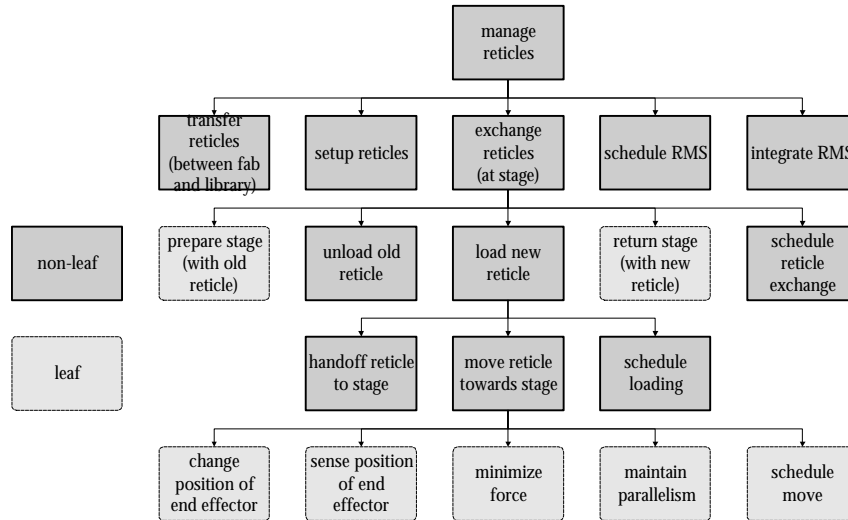 manage
reticles
transfer
reticles
(between fab
and library)
setup reticles
exchange
reticles
(at stage)
schedule RMS
integrate RMS
non-leaf
prepare stage
(with old
reticle)
unload old
reticle
load new
reticle
return stage
(with new
reticle)
schedule
reticle
exchange
leaf
handoff reticle
to stage
move reticle
towards stage
schedule
loading
change
position of
end effector
sense position
of end
effector
minimize
force
maintain
parallelism
schedule
move